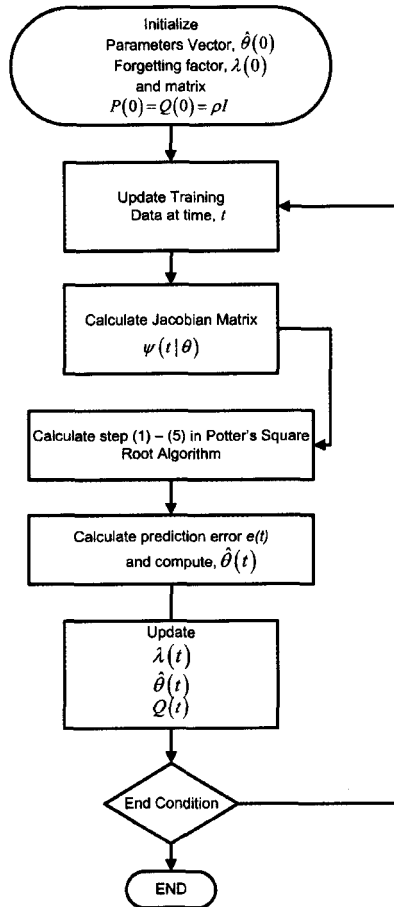 Initialize
Parameters Vector, θ̂(0)
Forgetting factor, λ(0)
and matrix
P(0)=Q(0)=ρI
Update Training
Data at time, t
Calculate Jacobian Matrix
ψ(t|θ)
Calculate step (1) – (5) in Potter's Square
Root Algorithm
Calculate prediction error e(t)
and compute, θ̂(t)
Update
λ(t)
θ̂(t)
Q(t)
End Condition
END